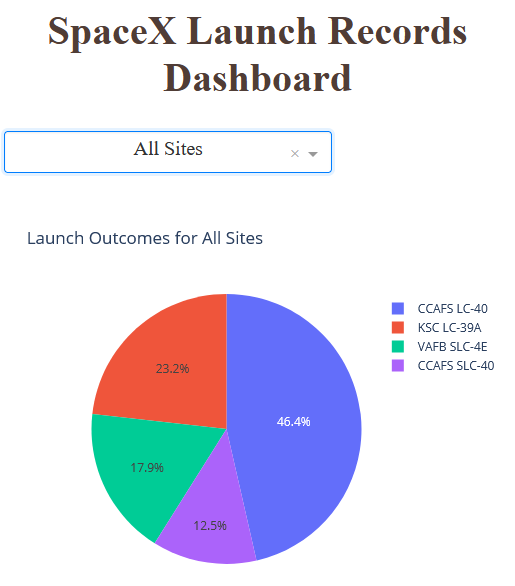 SpaceX Launch Records
Dashboard
All Sites × 
Launch Outcomes for All Sites
CCAFS LC-40
KSC LC-39A
VAFB SLC-4E
CCAFS SLC-40
23.2%
46.4%
17.9%
12.5%